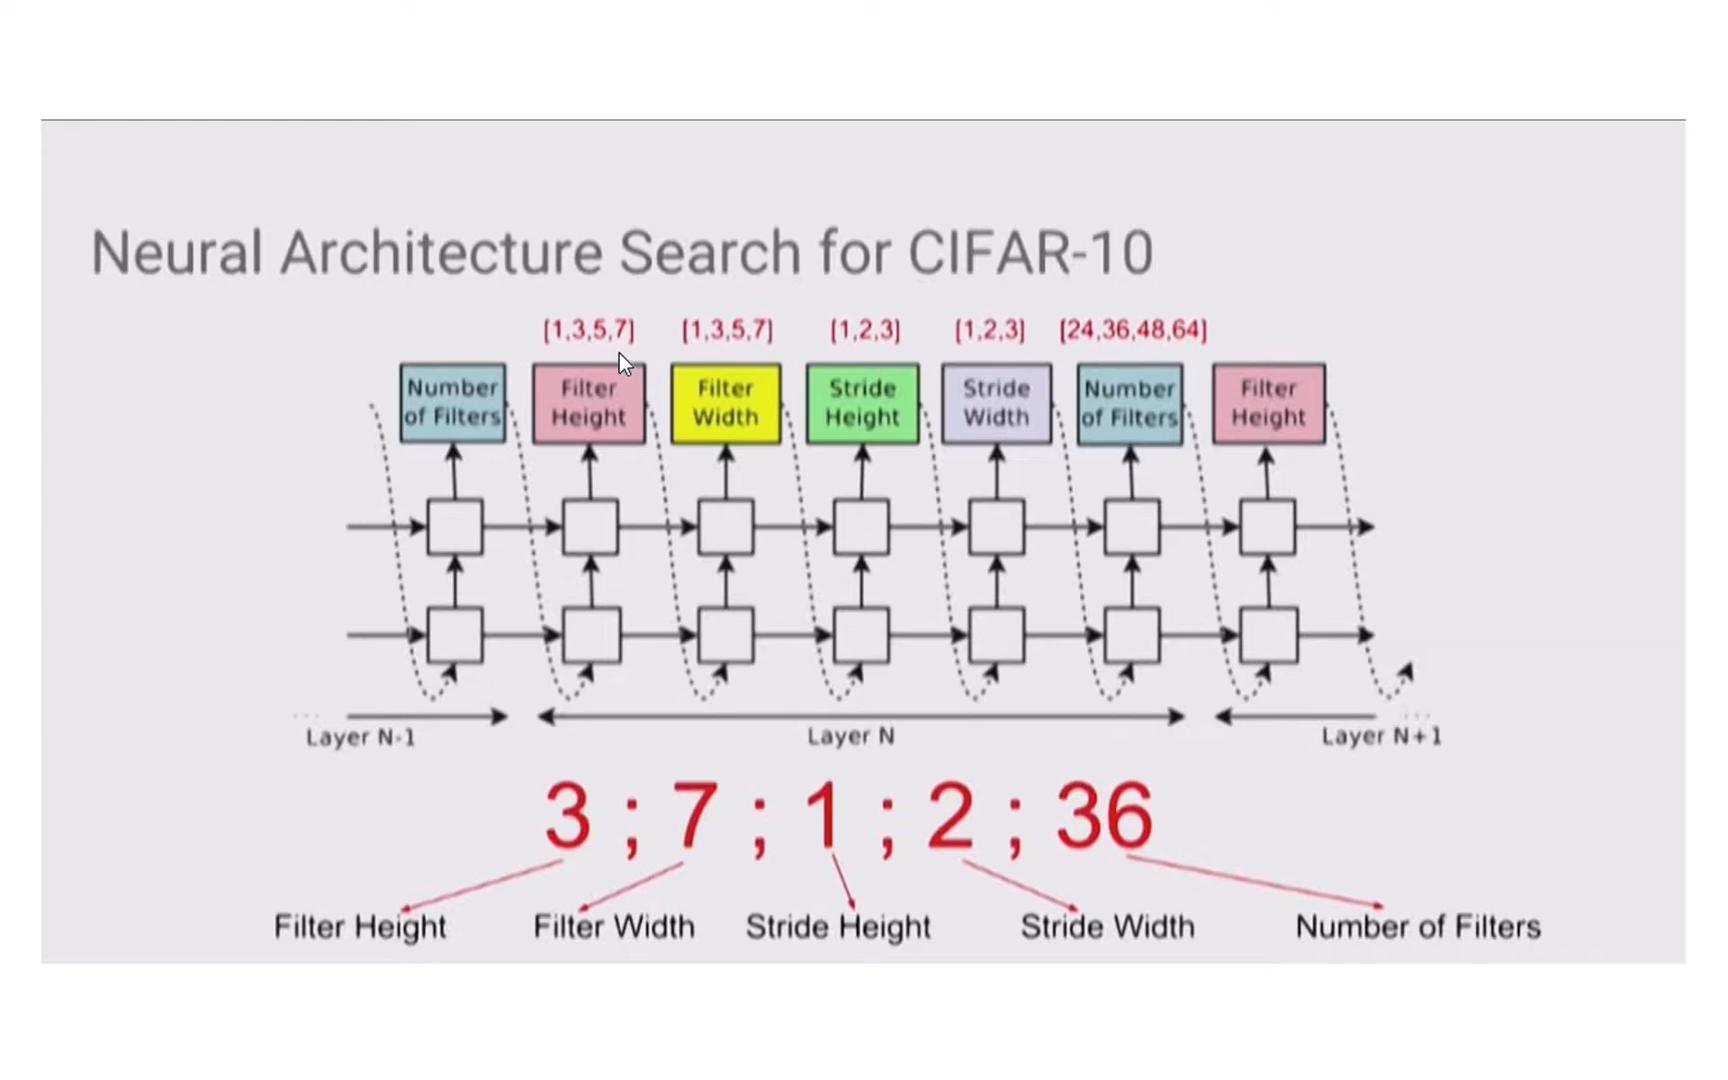 Neural Architecture Search for CIFAR-10
[1,3,5,7] [1,3,5,7] [1,2,3] [1,2,3] [24,36,48,64]
Number of Filters
Filter Height
Filter Width
Stride Height
Stride Width
Number of Filters
Filter Height
... ...
Layer N-1 Layer N Layer N+1
3 ; 7 ; 1 ; 2 ; 36
Filter Height Filter Width Stride Height Stride Width Number of Filters